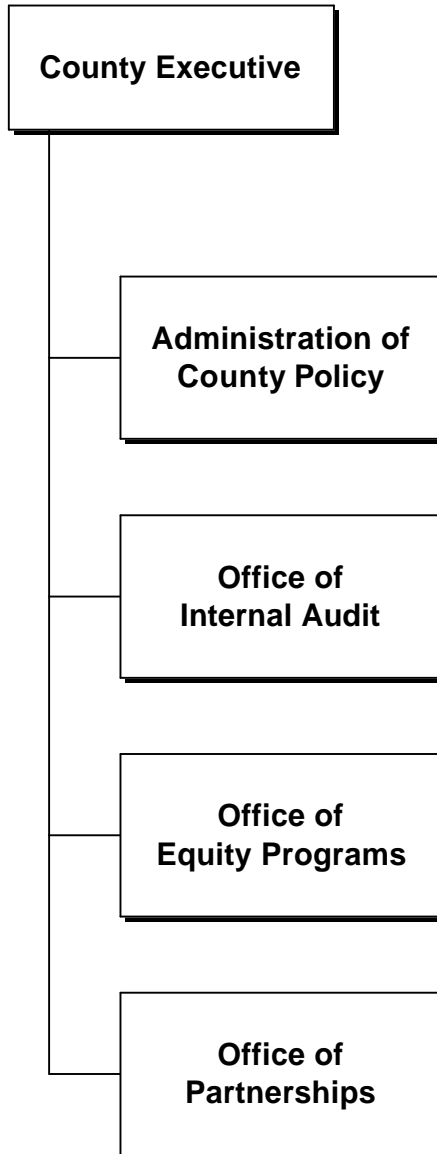 County Executive
Administration of
County Policy
Office of
Internal Audit
Office of
Equity Programs
Office of
Partnerships